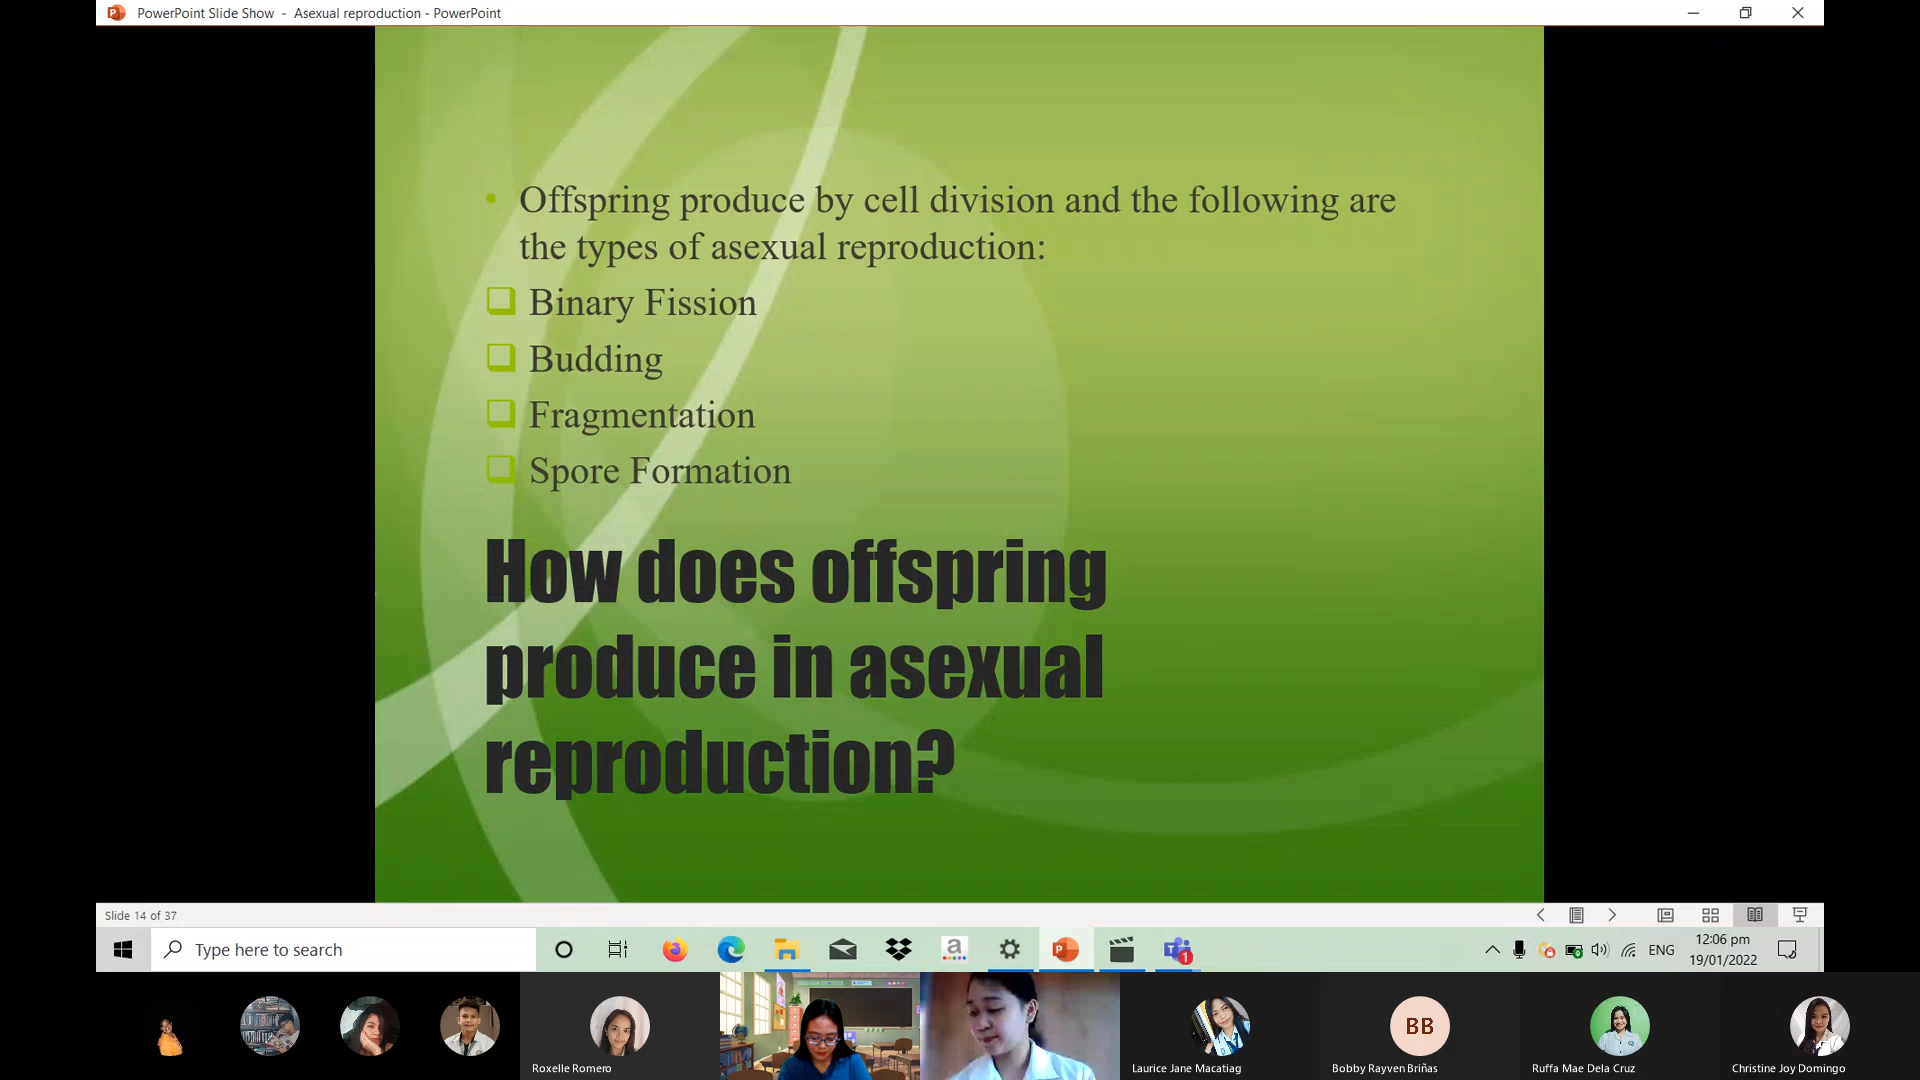 PowerPoint Slide Show - Asexual reproduction - PowerPoint
• Offspring produce by cell division and the following are
the types of asexual reproduction:
Binary Fission
Budding
Fragmentation
Spore Formation
How does offspring
produce in asexual
reproduction?
Slide 14 of 37
Type here to search
a
1
ENG
12:06 pm
19/01/2022
BB
Roxelle Romero
Laurice Jane Macatiag
Bobby Rayven Briñas
Ruffa Mae Dela Cruz
Christine Joy Domingo